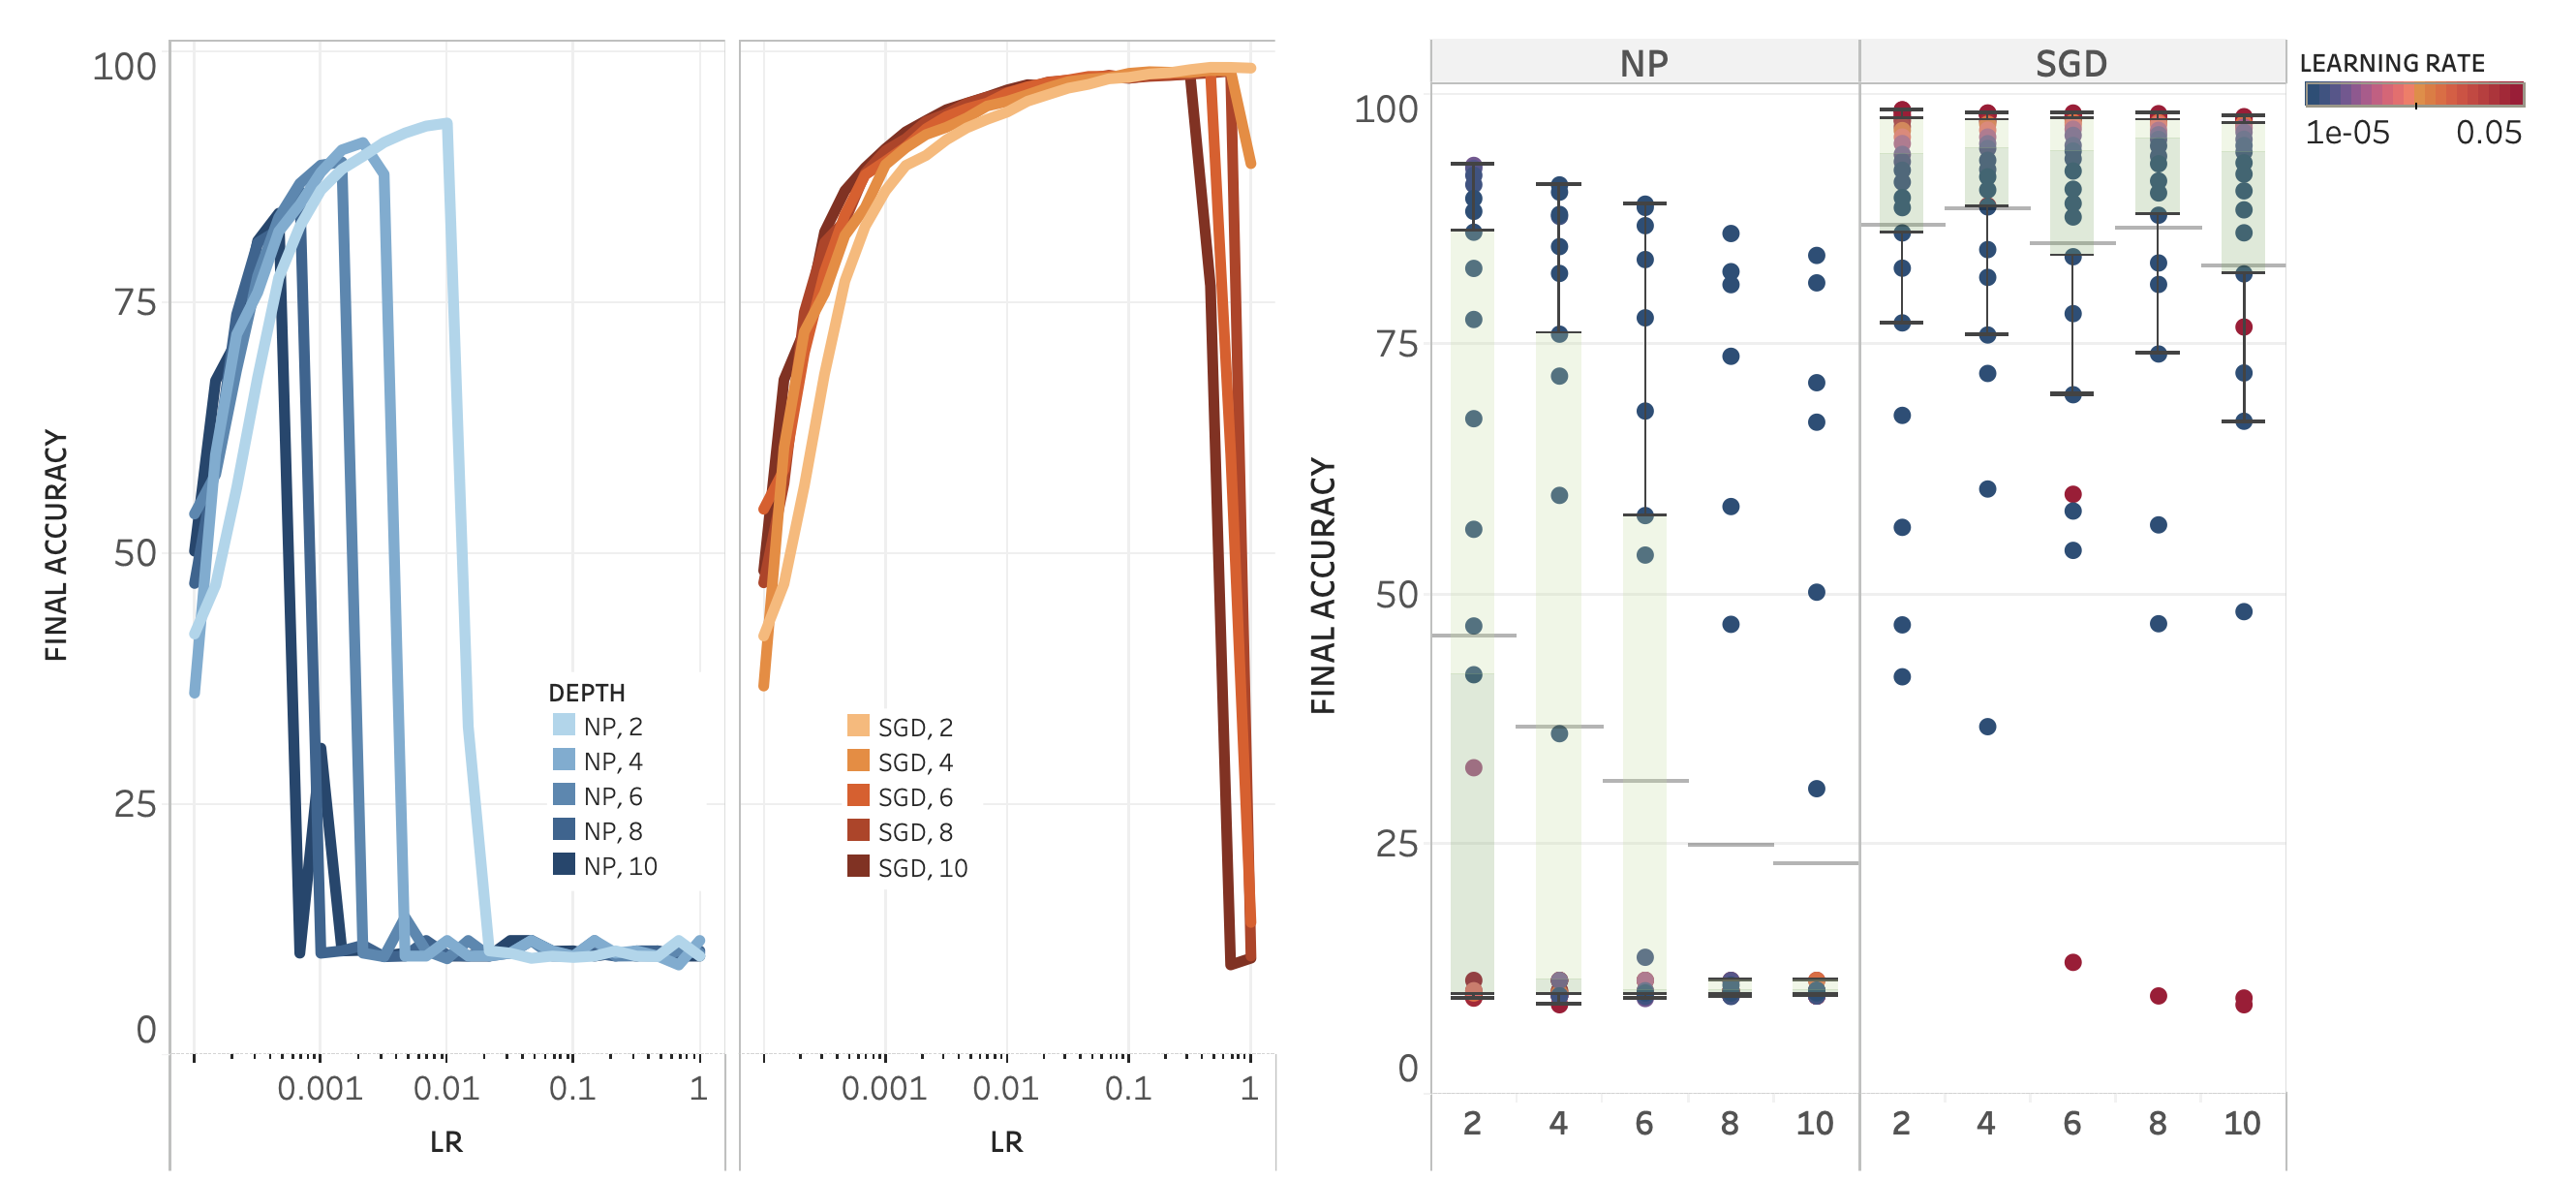 FINAL ACCURACY
100
75
50
25
0
0.001 0.01 0.1 1
LR
DEPTH
NP, 2
NP, 4
NP, 6
NP, 8
NP, 10
SGD, 2
SGD, 4
SGD, 6
SGD, 8
SGD, 10
0.001 0.01 0.1 1
LR
FINAL ACCURACY
NP SGD
100
75
50
25
0
2 4 6 8 10 2 4 6 8 10
LEARNING RATE
1e-05 0.05